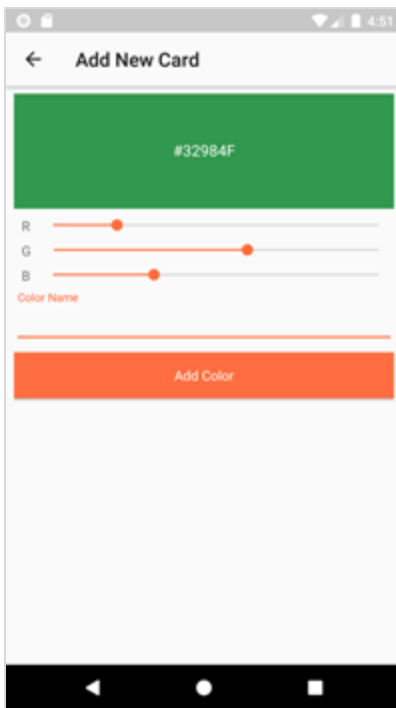 4:51
Add New Card
#32984F
R
G
B
Color Name
Add Color